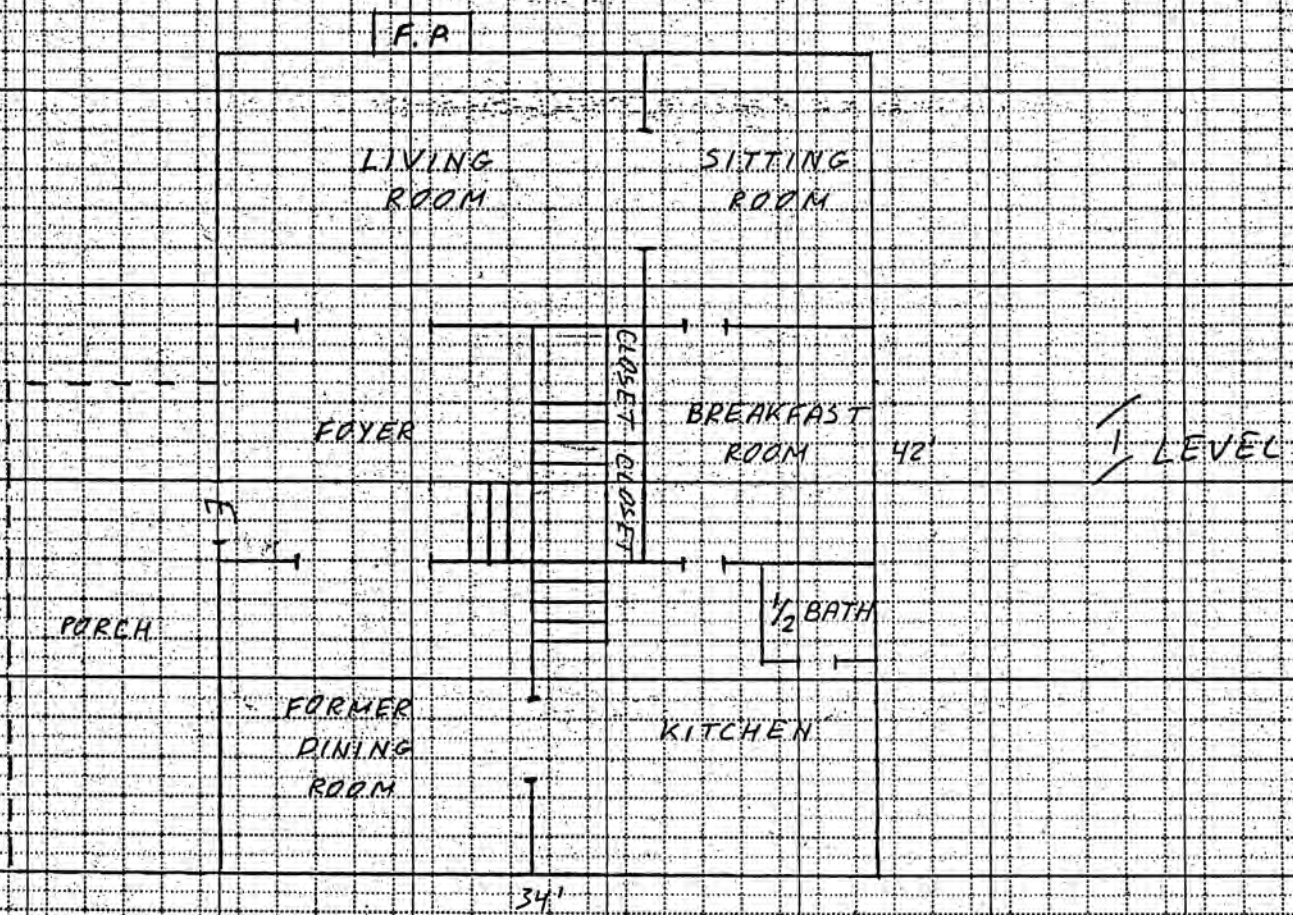 F.P.
LIVING
ROOM
SITTING
ROOM
CLOSET
CLOSET
FOYER
BREAKFAST
ROOM
42'
1 LEVEL
E
PORCH
1/2 BATH
FORMER
DINING
ROOM
KITCHEN
34'